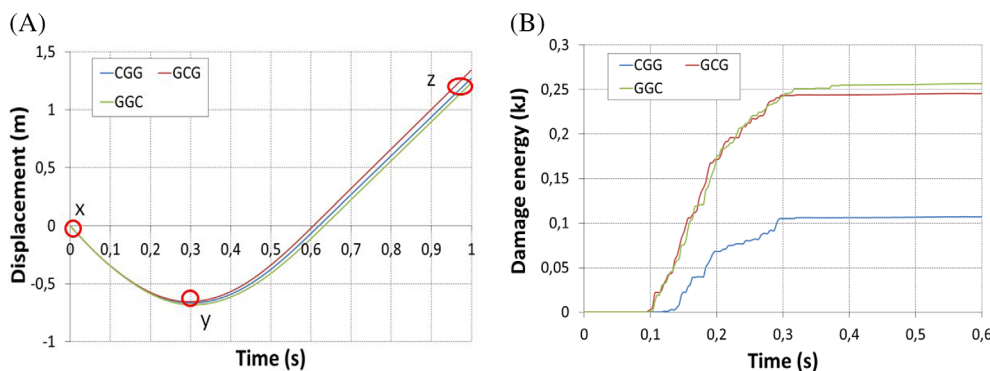 (A)
1,5
1
0,5
0
-0,5
-1
Displacement (m)
CGG GCG
GGC
x
y
z
0 0,1 0,2 0,3 0,4 0,5 0,6 0,7 0,8 0,9 1
Time (s)
(B)
0,3
0,25
0,2
0,15
0,1
0,05
0
Damage energy (kJ)
CGG GCG
GGC
0 0,1 0,2 0,3 0,4 0,5 0,6
Time (s)